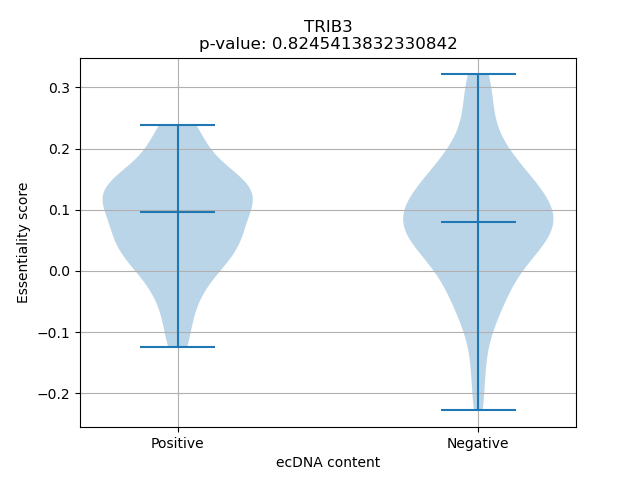 TRIB3
p-value: 0.8245413832330842
Essentiality score
0.3
0.2
0.1
0.0
−0.1
−0.2
Positive
Negative
ecDNA content